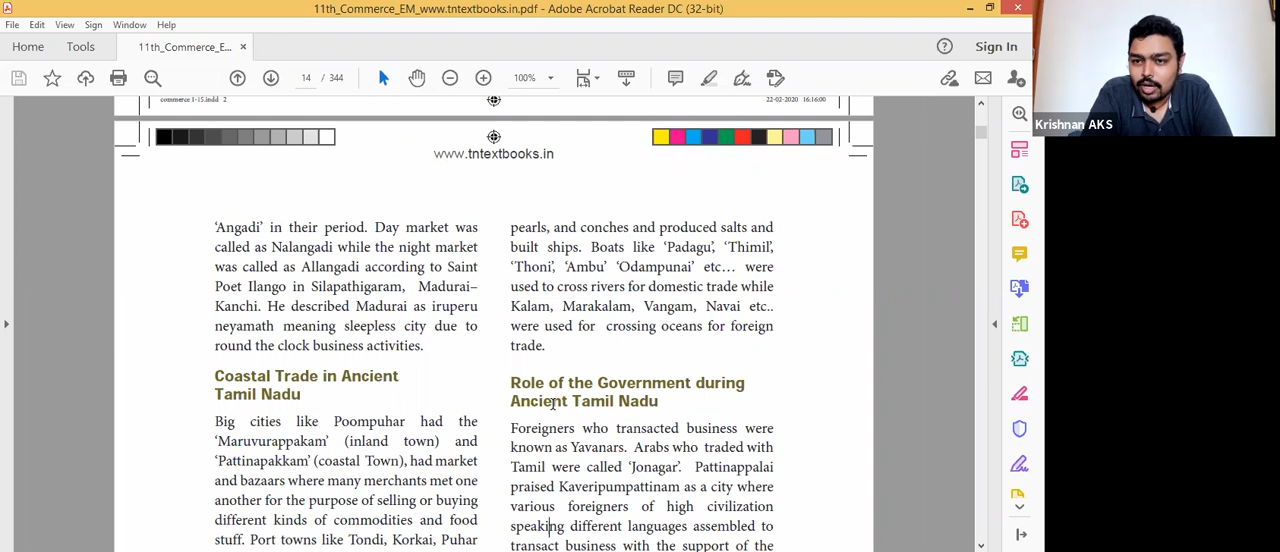 11th_Commerce_EM_www.tntextbooks.in.pdf - Adobe Acrobat Reader DC (32-bit)
File Edit View Sign Window Help
Home Tools 11th_Commerce_E... × Sign In
14 / 344 100%
Krishnan AKS
commerce 1-15.indd 2 22-02-2020 16:16:00
www.tntextbooks.in
‘Angadi’ in their period. Day market was
called as Nalangadi while the night market
was called as Allangadi according to Saint
Poet Ilango in Silapathigaram, Madurai–
Kanchi. He described Madurai as iruperu
neyamath meaning sleepless city due to
round the clock business activities.
Coastal Trade in Ancient
Tamil Nadu
Big cities like Poompuhar had the
‘Maruvurappakam’ (inland town) and
‘Pattinapakkam’ (coastal Town), had market
and bazaars where many merchants met one
another for the purpose of selling or buying
different kinds of commodities and food
stuff. Port towns like Tondi, Korkai, Puhar
pearls, and conches and produced salts and
built ships. Boats like ‘Padagu’, ‘Thimil’,
‘Thoni’, ‘Ambu’ ‘Odampunai’ etc… were
used to cross rivers for domestic trade while
Kalam, Marakalam, Vangam, Navai etc..
were used for crossing oceans for foreign
trade.
Role of the Government during
Ancient Tamil Nadu
Foreigners who transacted business were
known as Yavanars. Arabs who traded with
Tamil were called ‘Jonagar’. Pattinappalai
praised Kaveripumpattinam as a city where
various foreigners of high civilization
speaking different languages assembled to
transact business with the support of the